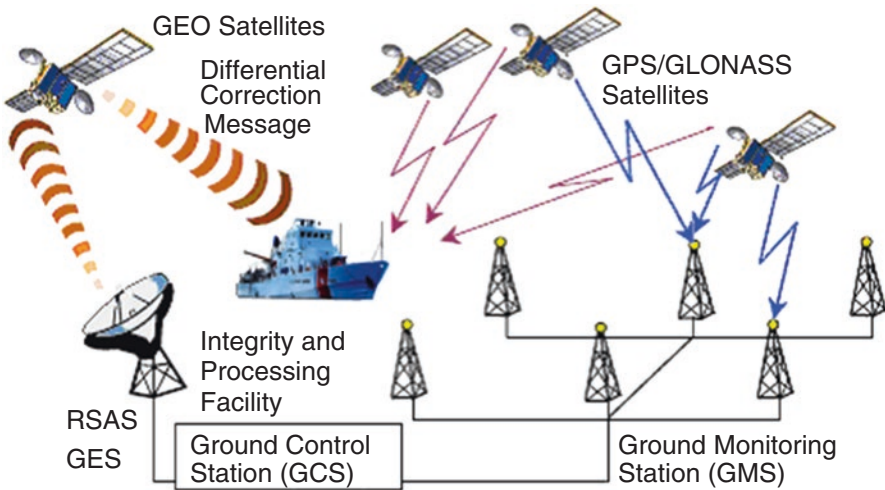 GEO Satellites
Differential
Correction
Message
GPS/GLONASS
Satellites
Integrity and
Processing
Facility
RSAS
GES
Ground Control
Station (GCS)
Ground Monitoring
Station (GMS)